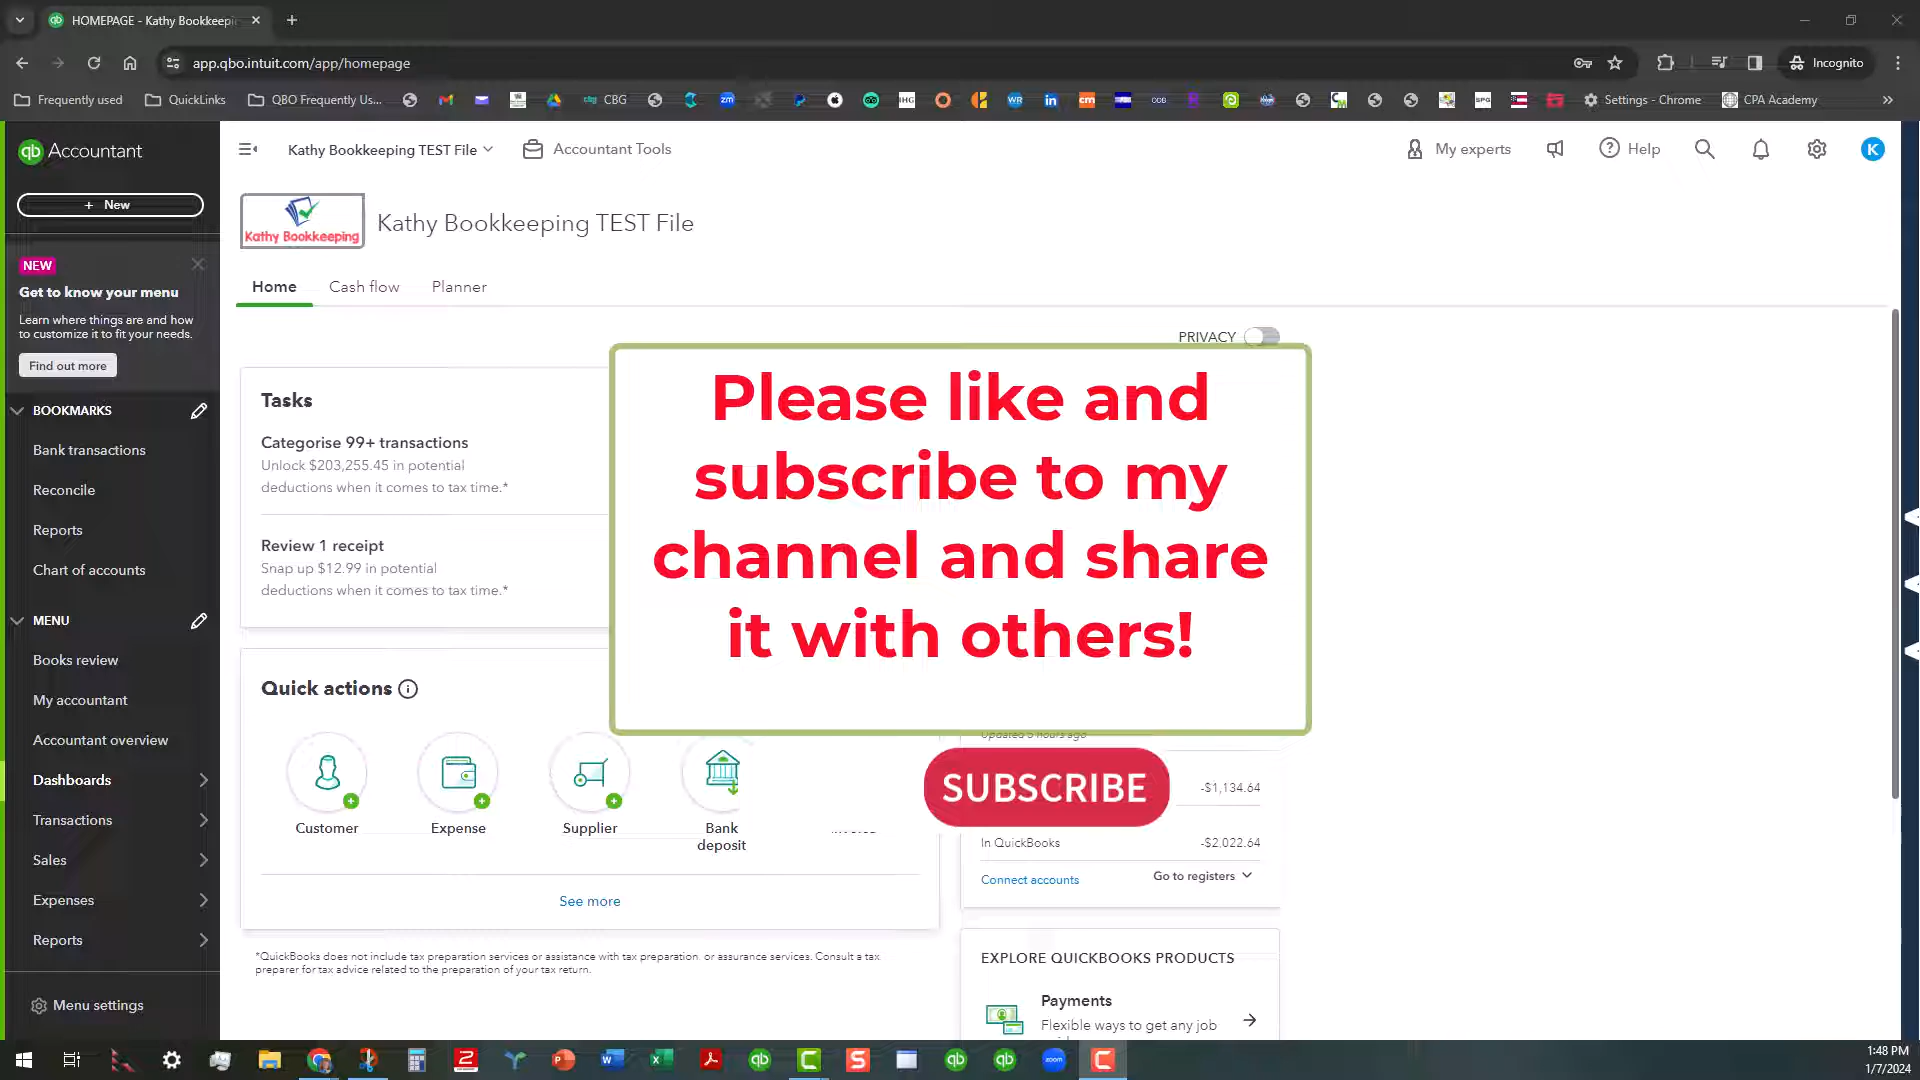 HOMEPAGE - Kathy Bookkeepi
app.qbo.intuit.com/app/homepage
Incognito
Frequently used
QuickLinks
QBO Frequently Us...
CBG
Settings - Chrome
CPA Academy
qb Accountant
Kathy Bookkeeping TEST File
Accountant Tools
My experts
Help
K
+ New
Kathy Bookkeeping
Kathy Bookkeeping TEST File
NEW
Get to know your menu
Learn where things are and how
to customize it to fit your needs.
Find out more
Home
Cash flow
Planner
PRIVACY
BOOKMARKS
Bank transactions
Reconcile
Reports
Chart of accounts
MENU
Books review
My accountant
Accountant overview
Dashboards
Transactions
Sales
Expenses
Reports
Menu settings
Tasks
Categorise 99+ transactions
Unlock $203,255.45 in potential
deductions when it comes to tax time.*
Review 1 receipt
Snap up $12.99 in potential
deductions when it comes to tax time.*
Please like and
subscribe to my
channel and share
it with others!
SUBSCRIBE
Quick actions
Customer
Expense
Supplier
Bank
deposit
See more
Updated 5 hours ago
-$1,134.64
In QuickBooks
-$2,022.64
Connect accounts
Go to registers
*QuickBooks does not include tax preparation services or assistance with tax preparation, or assurance services. Consult a tax
preparer for tax advice related to the preparation of your tax return.
EXPLORE QUICKBOOKS PRODUCTS
Payments
Flexible ways to get any job
1:48 PM
1/7/2024